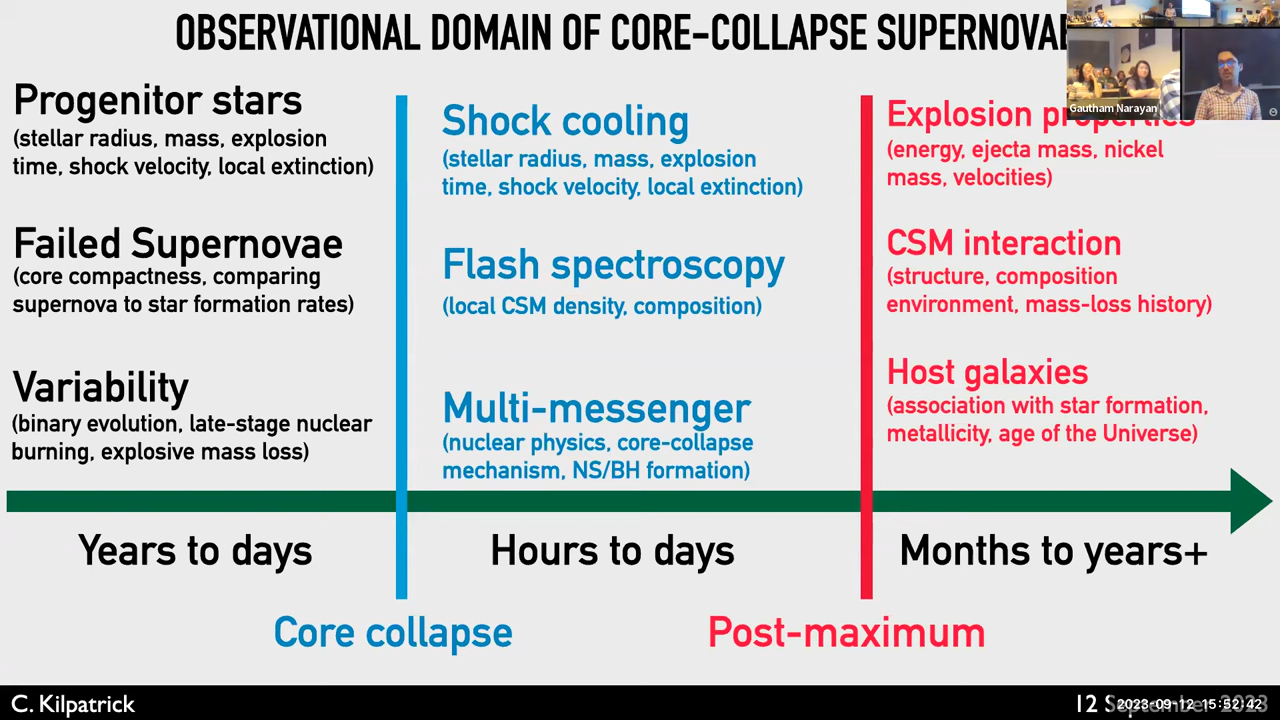 OBSERVATIONAL DOMAIN OF CORE-COLLAPSE SUPERNOVAE
Gautham Narayan
Progenitor stars
(stellar radius, mass, explosion
time, shock velocity, local extinction)
Failed Supernovae
(core compactness, comparing
supernova to star formation rates)
Variability
(binary evolution, late-stage nuclear
burning, explosive mass loss)
Shock cooling
(stellar radius, mass, explosion
time, shock velocity, local extinction)
Flash spectroscopy
(local CSM density, composition)
Multi-messenger
(nuclear physics, core-collapse
mechanism, NS/BH formation)
Explosion properties
(energy, ejecta mass, nickel
mass, velocities)
CSM interaction
(structure, composition
environment, mass-loss history)
Host galaxies
(association with star formation,
metallicity, age of the Universe)
Years to days
Hours to days
Months to years+
Core collapse
Post-maximum
C. Kilpatrick
12 September 2023
2023-09-12 15:52:42